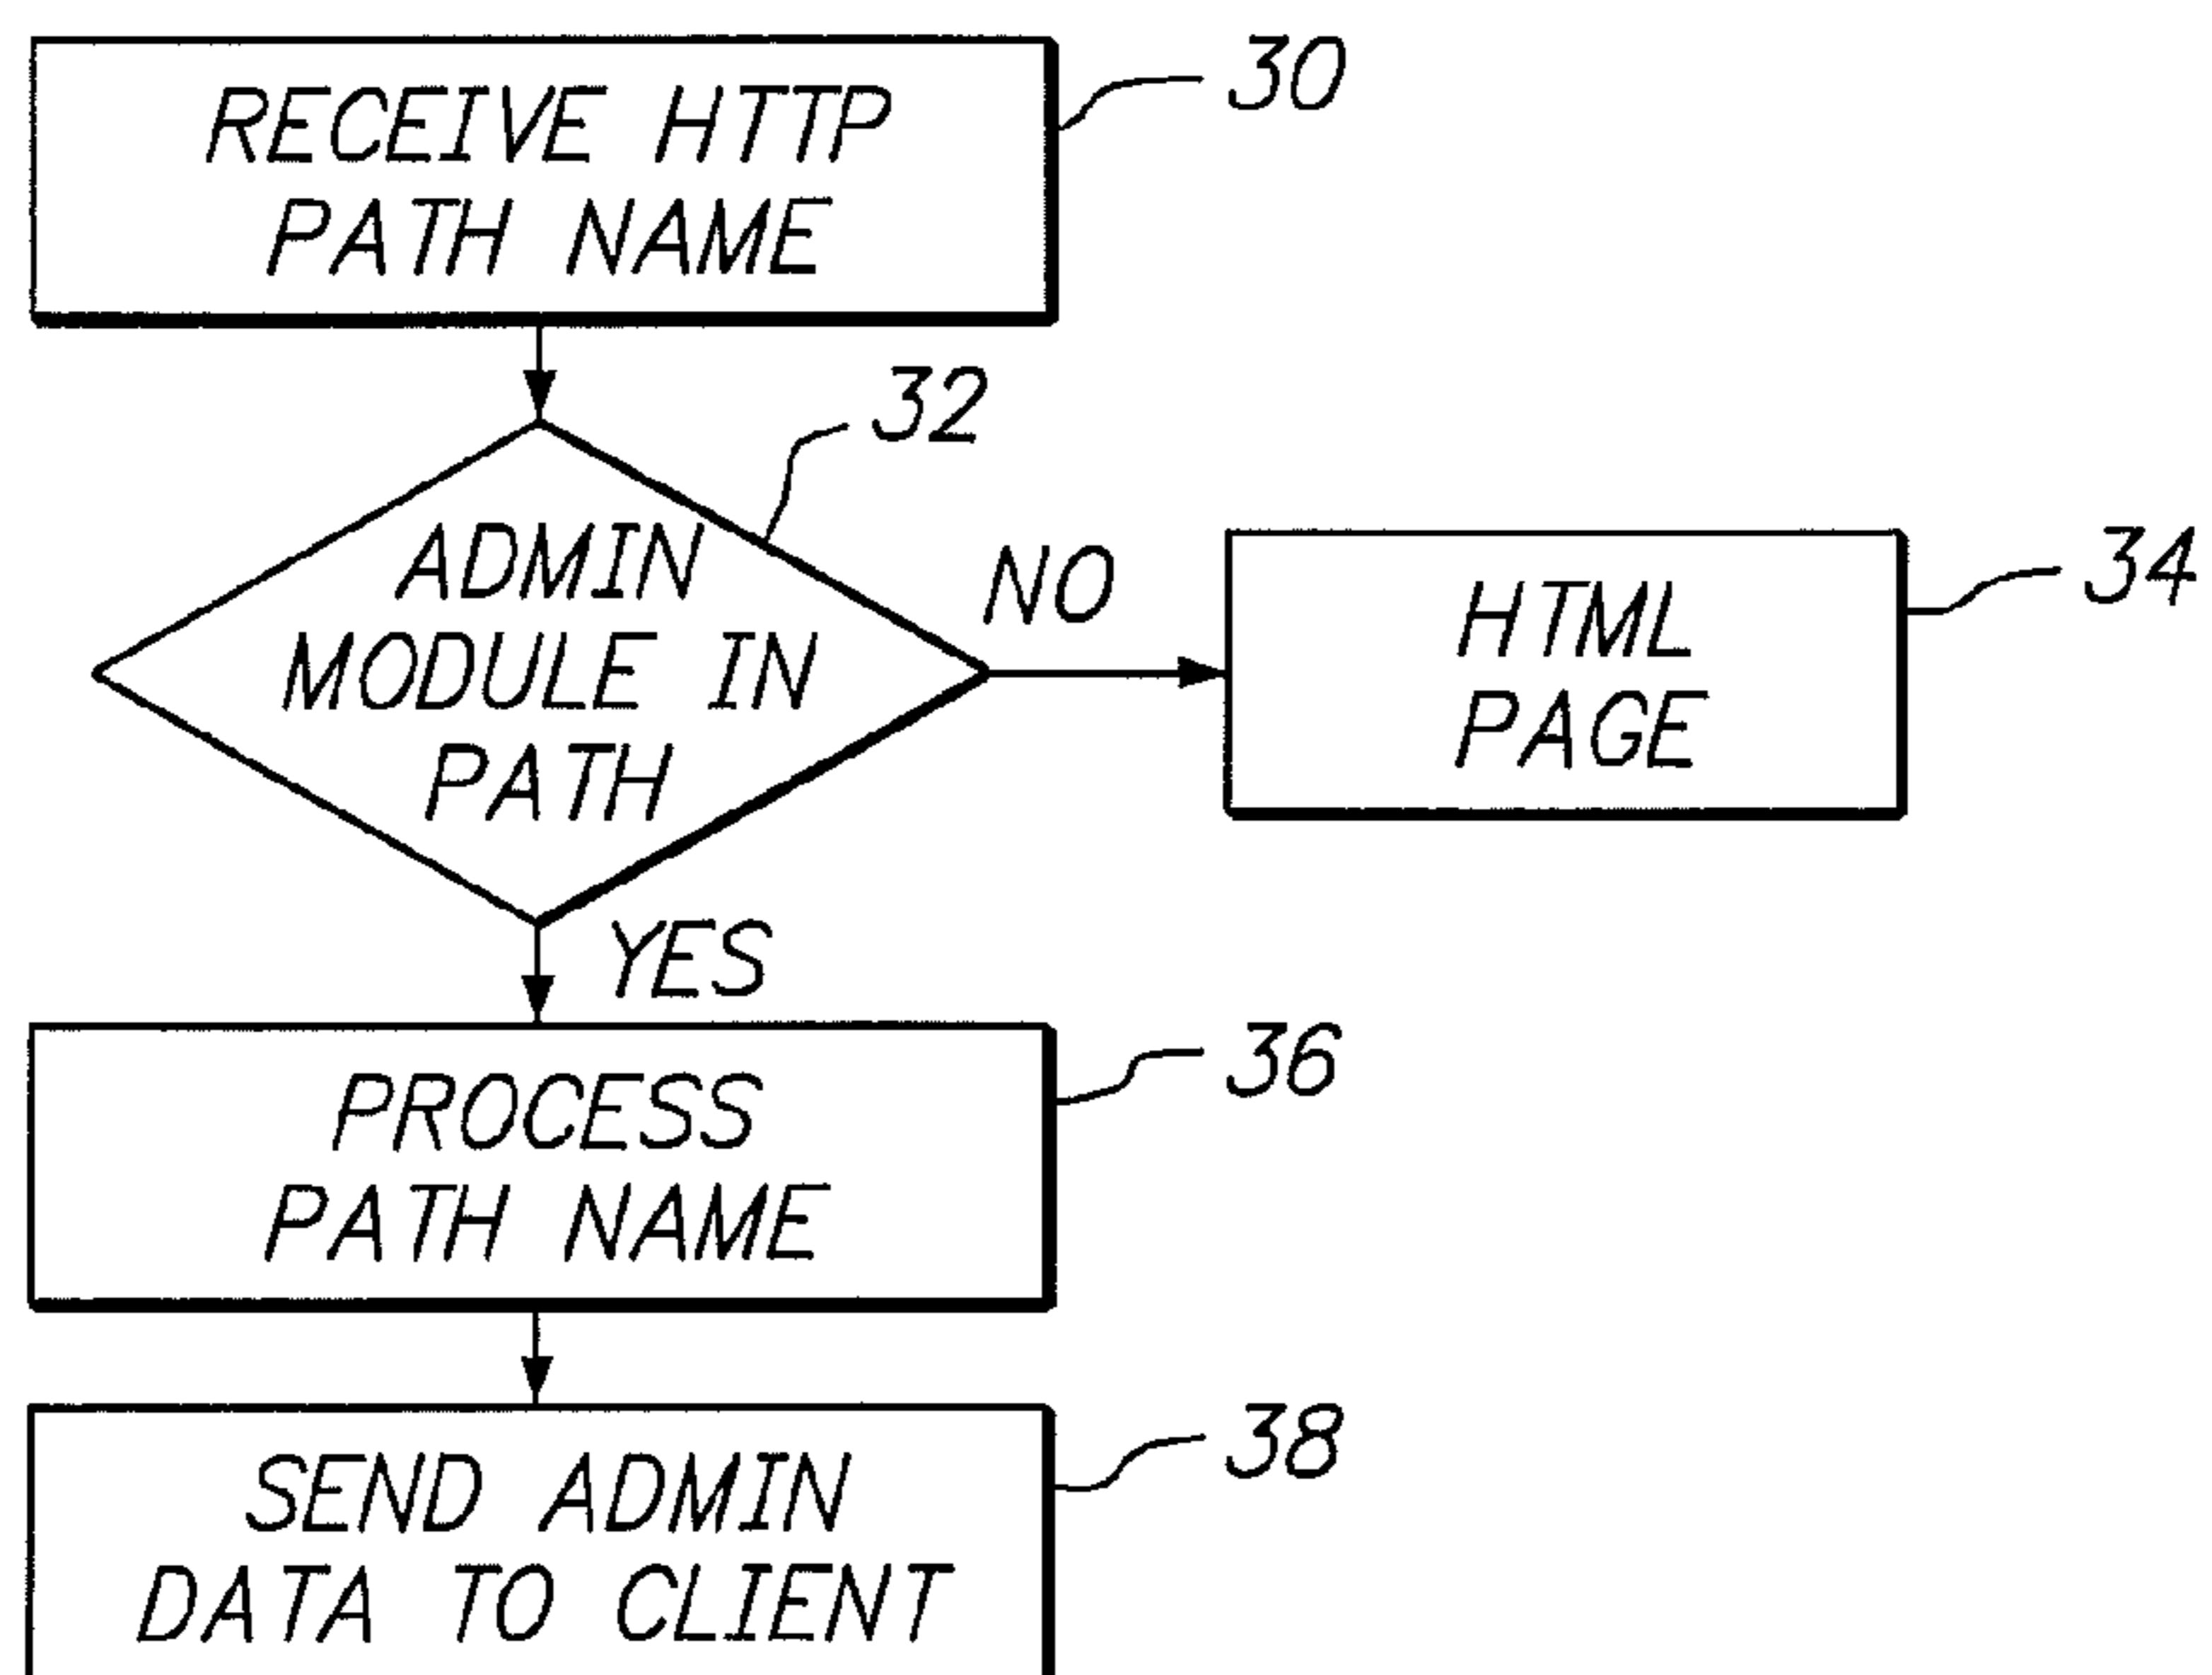 RECEIVE HTTP
PATH NAME
30
32
ADMIN
MODULE IN
PATH
NO
HTML
PAGE
34
YES
PROCESS
PATH NAME
36
SEND ADMIN
DATA TO CLIENT
38